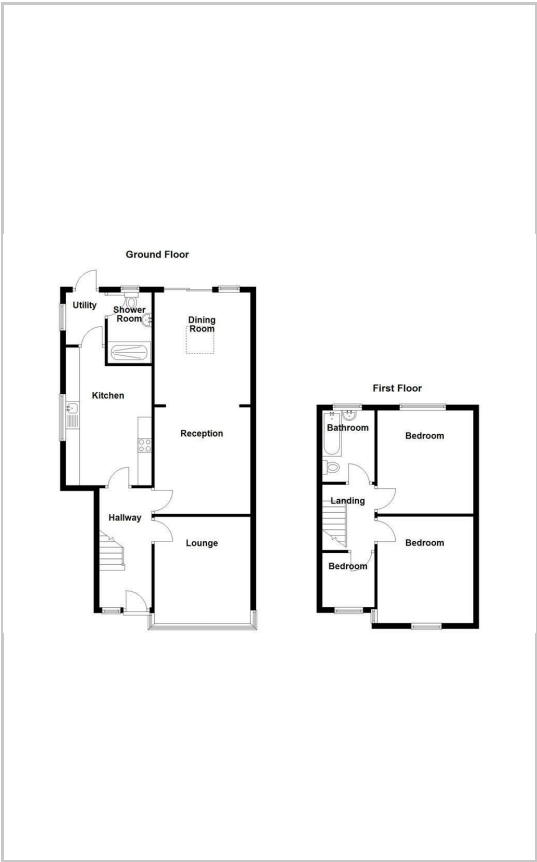 Ground Floor
Utility
Shower
Room
Dining
Room
Kitchen
Reception
Hallway
Lounge
First Floor
Bathroom
Bedroom
Landing
Bedroom
Bedroom